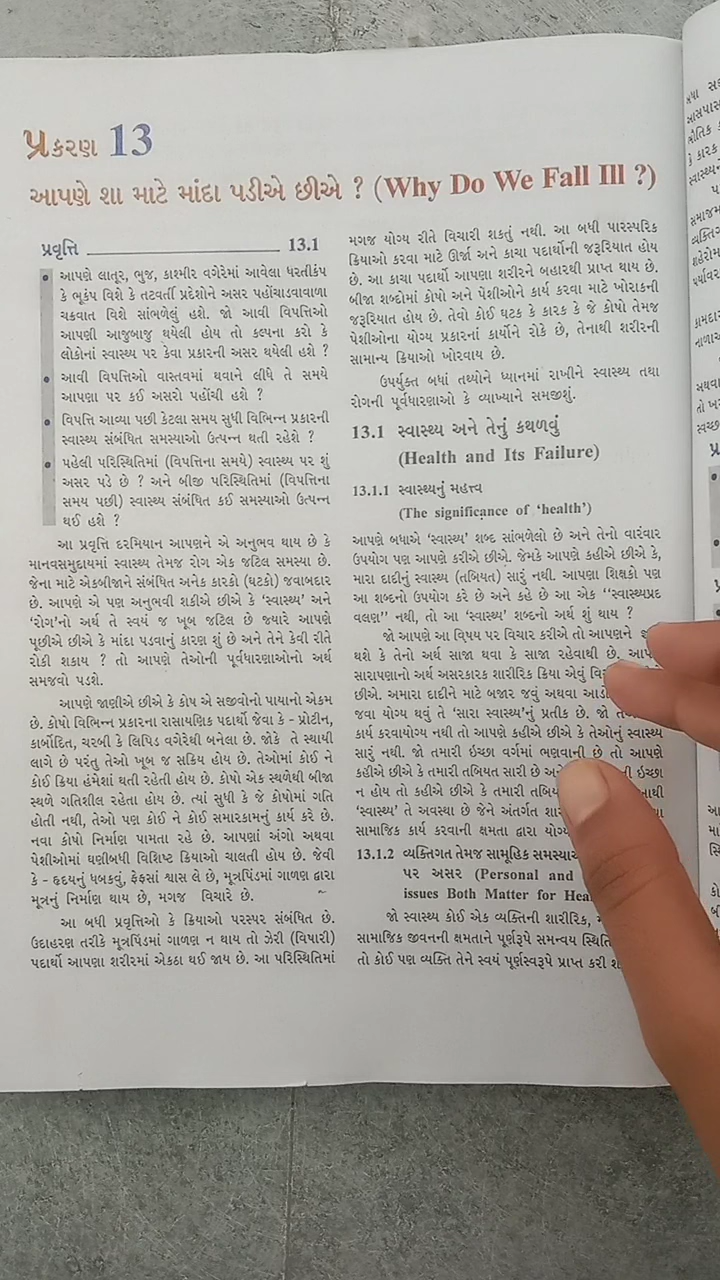 પ્રકરણ 13
આપણે શા માટે માંદા પડીએ છીએ ? (Why Do We Fall Ill ?)
પ્રવૃત્તિ ____________ 13.1
• આપણે લાતૂર, ભુજ, કાશ્મીર વગેરેમાં આવેલા ધરતીકંપ
કે ભૂકંપ વિશે કે તટવર્તી પ્રદેશોને અસર પહોંચાડવાવાળા
ચક્રવાત વિશે સાંભળેલું હશે. જો આવી વિપત્તિઓ
આપણી આજુબાજુ થયેલી હોય તો કલ્પના કરો કે
લોકોનાં સ્વાસ્થ્ય પર કેવા પ્રકારની અસર થયેલી હશે ?
• આવી વિપત્તિઓ વાસ્તવમાં થવાને લીધે તે સમયે
આપણા પર કઈ અસરો પહોંચી હશે ?
• વિપત્તિ આવ્યા પછી કેટલા સમય સુધી વિભિન્ન પ્રકારની
સ્વાસ્થ્ય સંબંધિત સમસ્યાઓ ઉત્પન્ન થતી રહેશે ?
• પહેલી પરિસ્થિતિમાં (વિપત્તિના સમયે) સ્વાસ્થ્ય પર શું
અસર પડે છે ? અને બીજી પરિસ્થિતિમાં (વિપત્તિના
સમય પછી) સ્વાસ્થ્ય સંબંધિત કઈ સમસ્યાઓ ઉત્પન્ન
થઈ હશે ?
આ પ્રવૃત્તિ દરમિયાન આપણને એ અનુભવ થાય છે કે
માનવસમુદાયમાં સ્વાસ્થ્ય તેમજ રોગ એક જટિલ સમસ્યા છે.
જેના માટે એકબીજાને સંબંધિત અનેક કારકો (ઘટકો) જવાબદાર
છે. આપણે એ પણ અનુભવી શકીએ છીએ કે ‘સ્વાસ્થ્ય’ અને
‘રોગ’નો અર્થ તે સ્વયં જ ખૂબ જટિલ છે જ્યારે આપણે
પૂછીએ છીએ કે માંદા પડવાનું કારણ શું છે અને તેને કેવી રીતે
રોકી શકાય ? તો આપણે તેઓની પૂર્વધારણાઓનો અર્થ
સમજવો પડશે.
આપણે જાણીએ છીએ કે કોષ એ સજીવોનો પાયાનો એકમ
છે. કોષો વિભિન્ન પ્રકારના રાસાયણિક પદાર્થો જેવા કે - પ્રોટીન,
કાર્બોદિત, ચરબી કે લિપિડ વગેરેથી બનેલા છે. જોકે તે સ્થાયી
લાગે છે પરંતુ તેઓ ખૂબ જ સક્રિય હોય છે. તેઓમાં કોઈ ને
કોઈ ક્રિયા હંમેશાં થતી રહેતી હોય છે. કોષો એક સ્થળેથી બીજા
સ્થળે ગતિશીલ રહેતા હોય છે. ત્યાં સુધી કે જે કોષોમાં ગતિ
હોતી નથી, તેઓ પણ કોઈ ને કોઈ સમારકામનું કાર્ય કરે છે.
નવા કોષો નિર્માણ પામતા રહે છે. આપણાં અંગો અથવા
પેશીઓમાં ઘણીબધી વિશિષ્ટ ક્રિયાઓ ચાલતી હોય છે. જેવી
કે - હૃદયનું ધબકવું, ફેફસાં શ્વાસ લે છે, મૂત્રપિંડમાં ગાળણ દ્વારા
મૂત્રનું નિર્માણ થાય છે, મગજ વિચારે છે.
આ બધી પ્રવૃત્તિઓ કે ક્રિયાઓ પરસ્પર સંબંધિત છે.
ઉદાહરણ તરીકે મૂત્રપિંડમાં ગાળણ ન થાય તો ઝેરી (વિષારી)
પદાર્થો આપણા શરીરમાં એકઠા થઈ જાય છે. આ પરિસ્થિતિમાં
મગજ યોગ્ય રીતે વિચારી શકતું નથી. આ બધી પારસ્પરિક
ક્રિયાઓ કરવા માટે ઊર્જા અને કાચા પદાર્થોની જરૂરિયાત હોય
છે. આ કાચા પદાર્થો આપણા શરીરને બહારથી પ્રાપ્ત થાય છે.
બીજા શબ્દોમાં કોષો અને પેશીઓને કાર્ય કરવા માટે ખોરાકની
જરૂરિયાત હોય છે. તેવો કોઈ ઘટક કે કારક કે જે કોષો તેમજ
પેશીઓના યોગ્ય પ્રકારનાં કાર્યોને રોકે છે, તેનાથી શરીરની
સામાન્ય ક્રિયાઓ ખોરવાય છે.
ઉપર્યુક્ત બધાં તથ્યોને ધ્યાનમાં રાખીને સ્વાસ્થ્ય તથા
રોગની પૂર્વધારણાઓ કે વ્યાખ્યાને સમજીશું.
13.1 સ્વાસ્થ્ય અને તેનું કથળવું
(Health and Its Failure)
13.1.1 સ્વાસ્થ્યનું મહત્ત્વ
(The significance of ‘health’)
આપણે બધાએ ‘સ્વાસ્થ્ય’ શબ્દ સાંભળેલો છે અને તેનો વારંવાર
ઉપયોગ પણ આપણે કરીએ છીએ. જેમકે આપણે કહીએ છીએ કે,
મારા દાદીનું સ્વાસ્થ્ય (તબિયત) સારું નથી. આપણા શિક્ષકો પણ
આ શબ્દનો ઉપયોગ કરે છે અને કહે છે આ એક ‘‘સ્વાસ્થ્યપ્રદ
વલણ’’ નથી, તો આ ‘સ્વાસ્થ્ય’ શબ્દનો અર્થ શું થાય ?
જો આપણે આ વિષય પર વિચાર કરીએ તો આપણને
થશે કે તેનો અર્થ સાજા થવા કે સાજા રહેવાથી છે.
સારાપણાનો અર્થ અસરકારક શારીરિક ક્રિયા એવું
છીએ. અમારા દાદીને માટે બજાર જવું અથવા
જવા યોગ્ય થવું તે ‘સારા સ્વાસ્થ્ય’નું પ્રતીક છે. જો
કાર્ય કરવાયોગ્ય નથી તો આપણે કહીએ છીએ કે તેઓનું સ્વાસ્થ્ય
સારું નથી. જો તમારી ઇચ્છા વર્ગમાં ભણવાની છે તો આપણે
કહીએ છીએ કે તમારી તબિયત સારી છે ઇચ્છા
ન હોય તો કહીએ છીએ કે તમારી
‘સ્વાસ્થ્ય’ તે અવસ્થા છે જેને અંતર્ગત
સામાજિક કાર્ય કરવાની ક્ષમતા દ્વારા
13.1.2 વ્યક્તિગત તેમજ સામૂહિક
પર અસર (Personal and
issues Both Matter for
જો સ્વાસ્થ્ય કોઈ એક વ્યક્તિની શારીરિક,
સામાજિક જીવનની ક્ષમતાને પૂર્ણરૂપે સમન્વય
તો કોઈ પણ વ્યક્તિ તેને સ્વયં પૂર્ણસ્વરૂપે પ્રાપ્ત કરી